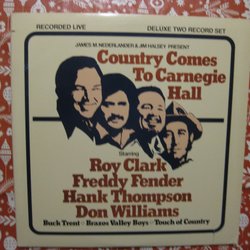 RECORDED LIVE
DELUXE TWO RECORD SET
JAMES M. NEDERLANDER & JIM HALSEY PRESENT
Country Comes
To Carnegie
Hall
Starring
Roy Clark
Freddy Fender
Hank Thompson
Don Williams
Buck Trent - Brazos Valley Boys - Touch of Country